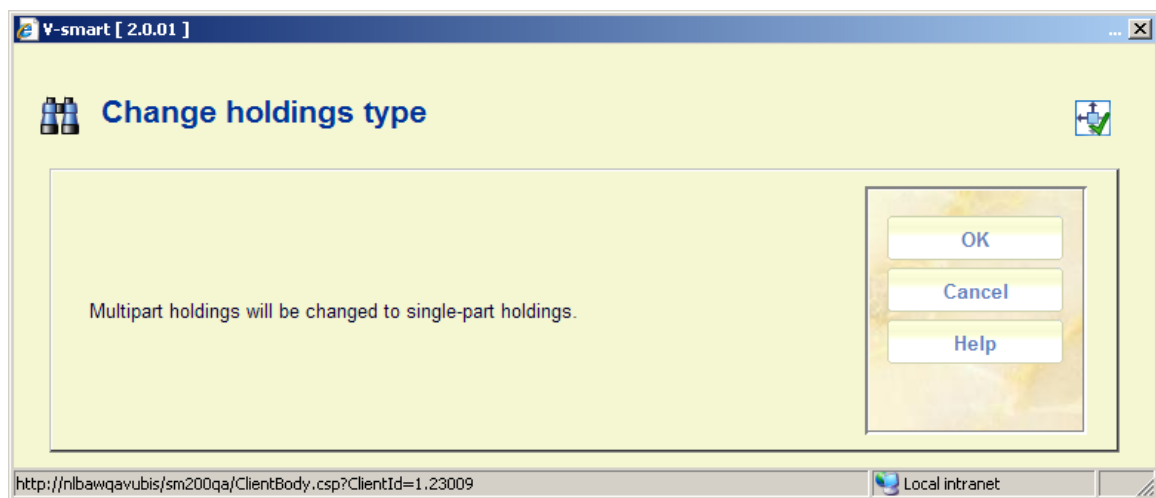 V-smart [ 2.0.01 ]
...
Change holdings type
OK
Cancel
Multipart holdings will be changed to single-part holdings.
Help
http://nlbawqavubis/sm200qa/ClientBody.csp?ClientId=1.23009
Local intranet